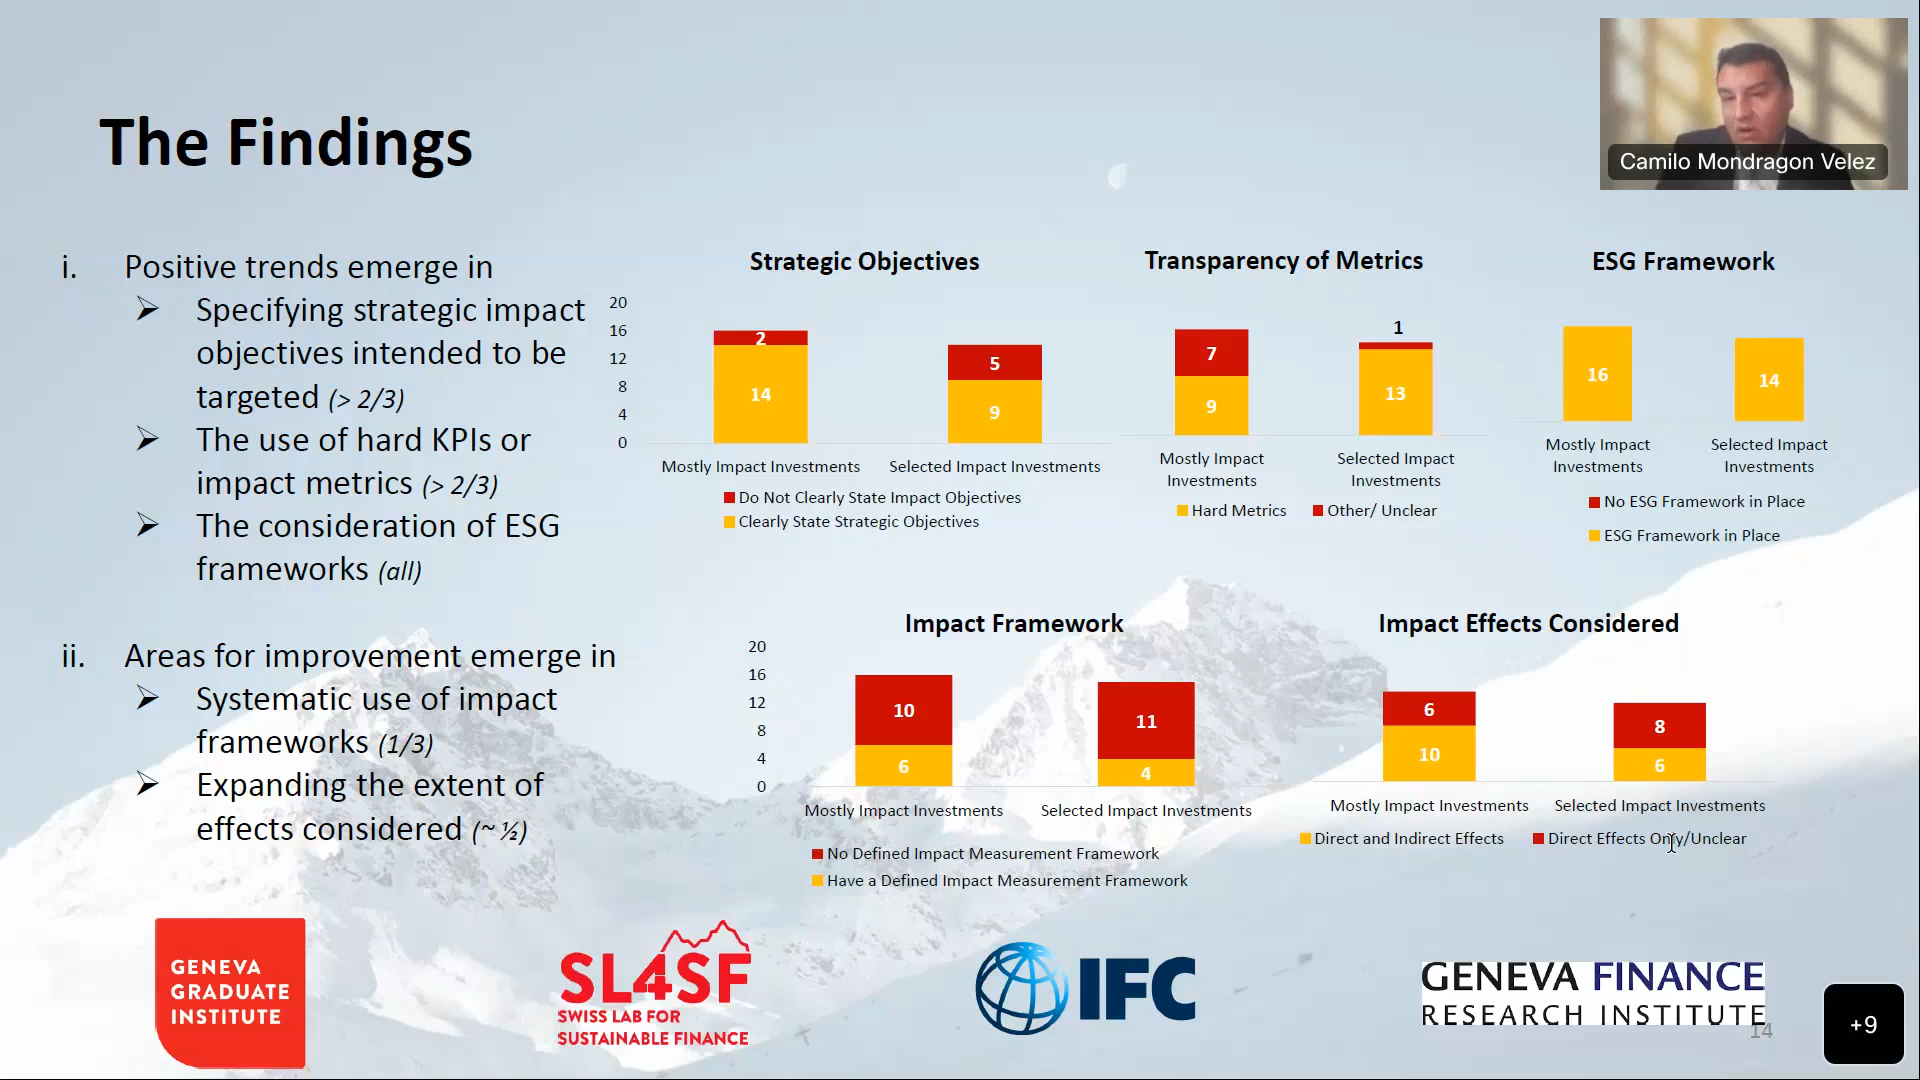 Camilo Mondragon Velez
The Findings
i. Positive trends emerge in
➢ Specifying strategic impact
objectives intended to be
targeted (> 2/3)
➢ The use of hard KPIs or
impact metrics (> 2/3)
➢ The consideration of ESG
frameworks (all)
ii. Areas for improvement emerge in
➢ Systematic use of impact
frameworks (1/3)
➢ Expanding the extent of
effects considered (~ ½)
Strategic Objectives
20
16
12
8
4
0
2
14
5
9
Mostly Impact Investments
Selected Impact Investments
Do Not Clearly State Impact Objectives
Clearly State Strategic Objectives
Transparency of Metrics
7
9
1
13
Mostly Impact
Investments
Selected Impact
Investments
Hard Metrics
Other/ Unclear
ESG Framework
16
14
Mostly Impact
Investments
Selected Impact
Investments
No ESG Framework in Place
ESG Framework in Place
Impact Framework
20
16
12
8
4
0
10
6
11
4
Mostly Impact Investments
Selected Impact Investments
No Defined Impact Measurement Framework
Have a Defined Impact Measurement Framework
Impact Effects Considered
6
10
8
6
Mostly Impact Investments
Selected Impact Investments
Direct and Indirect Effects
Direct Effects Only/Unclear
GENEVA
GRADUATE
INSTITUTE
SL4SF
SWISS LAB FOR
SUSTAINABLE FINANCE
IFC
GENEVA FINANCE
RESEARCH INSTITUTE
14
+9